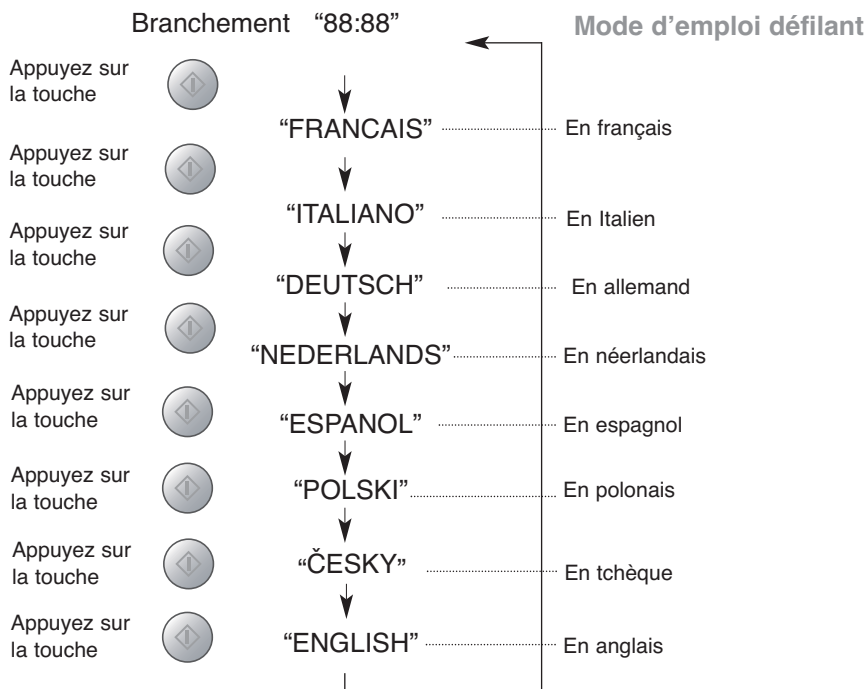 Branchement “88:88” Mode d’emploi défilant
Appuyez sur
la touche
“FRANCAIS” En français
Appuyez sur
la touche
“ITALIANO” En Italien
Appuyez sur
la touche
“DEUTSCH” En allemand
Appuyez sur
la touche
“NEDERLANDS” En néerlandais
Appuyez sur
la touche
“ESPANOL” En espagnol
Appuyez sur
la touche
“POLSKI” En polonais
Appuyez sur
la touche
“ČESKY” En tchèque
Appuyez sur
la touche
“ENGLISH” En anglais